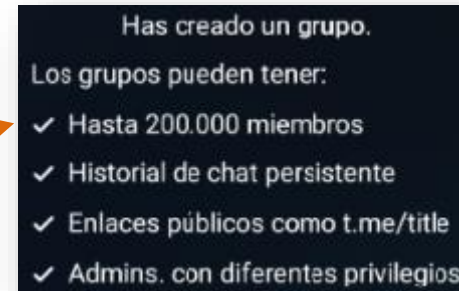 Has creado un grupo.
Los grupos pueden tener:
✓ Hasta 200.000 miembros
✓ Historial de chat persistente
✓ Enlaces públicos como t.me/title
✓ Admins. con diferentes privilegios